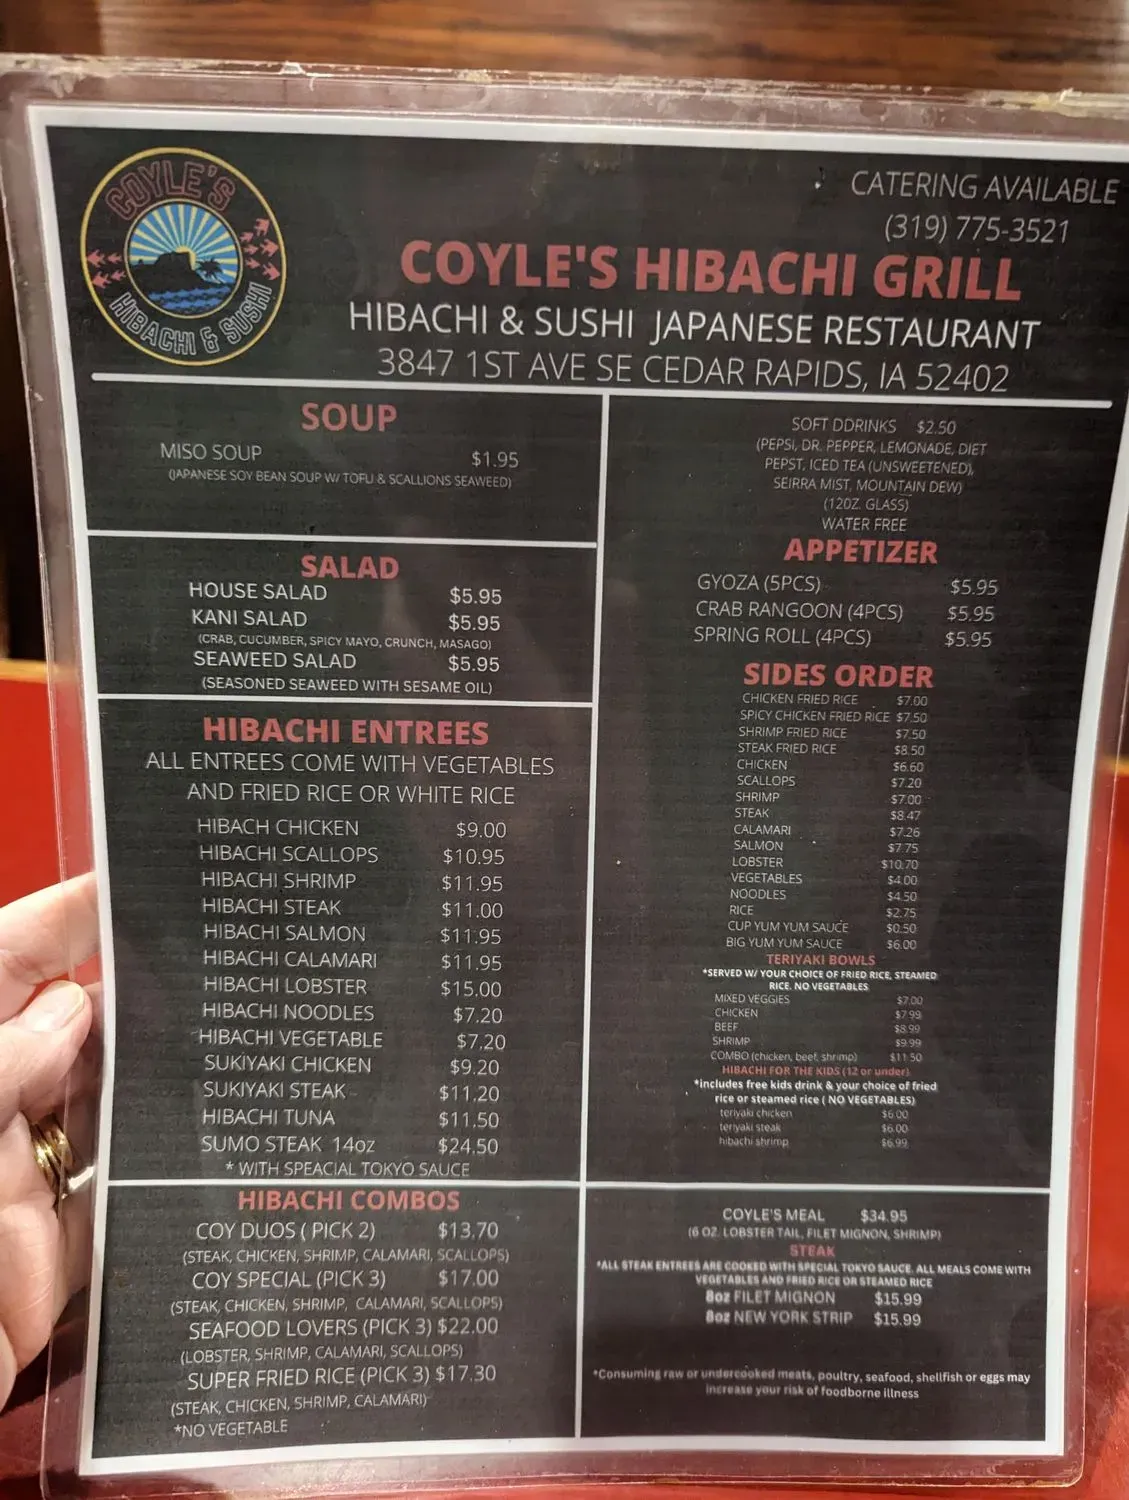 COYLE'S
HIBACHI & SUSHI
CATERING AVAILABLE
(319) 775-3521
COYLE'S HIBACHI GRILL
HIBACHI & SUSHI JAPANESE RESTAURANT
3847 1ST AVE SE CEDAR RAPIDS, IA 52402
SOUP
MISO SOUP $1.95
(JAPANESE SOY BEAN SOUP W/ TOFU & SCALLIONS SEAWEED)
SALAD
HOUSE SALAD $5.95
KANI SALAD $5.95
(CRAB, CUCUMBER, SPICY MAYO, CRUNCH, MASAGO)
SEAWEED SALAD $5.95
(SEASONED SEAWEED WITH SESAME OIL)
HIBACHI ENTREES
ALL ENTREES COME WITH VEGETABLES
AND FRIED RICE OR WHITE RICE
HIBACH CHICKEN $9.00
HIBACHI SCALLOPS $10.95
HIBACHI SHRIMP $11.95
HIBACHI STEAK $11.00
HIBACHI SALMON $11.95
HIBACHI CALAMARI $11.95
HIBACHI LOBSTER $15.00
HIBACHI NOODLES $7.20
HIBACHI VEGETABLE $7.20
SUKIYAKI CHICKEN $9.20
SUKIYAKI STEAK $11.20
HIBACHI TUNA $11.50
SUMO STEAK 14oz $24.50
* WITH SPEACIAL TOKYO SAUCE
HIBACHI COMBOS
COY DUOS ( PICK 2) $13.70
(STEAK, CHICKEN, SHRIMP, CALAMARI, SCALLOPS)
COY SPECIAL (PICK 3) $17.00
(STEAK, CHICKEN, SHRIMP, CALAMARI, SCALLOPS)
SEAFOOD LOVERS (PICK 3) $22.00
(LOBSTER, SHRIMP, CALAMARI, SCALLOPS)
SUPER FRIED RICE (PICK 3) $17.30
(STEAK, CHICKEN, SHRIMP, CALAMARI)
*NO VEGETABLE
SOFT DDRINKS $2.50
(PEPSI, DR. PEPPER, LEMONADE, DIET
PEPST, ICED TEA (UNSWEETENED),
SEIRRA MIST, MOUNTAIN DEW)
(12OZ. GLASS)
WATER FREE
APPETIZER
GYOZA (5PCS) $5.95
CRAB RANGOON (4PCS) $5.95
SPRING ROLL (4PCS) $5.95
SIDES ORDER
CHICKEN FRIED RICE $7.00
SPICY CHICKEN FRIED RICE $7.50
SHRIMP FRIED RICE $7.50
STEAK FRIED RICE $8.50
CHICKEN $6.60
SCALLOPS $7.20
SHRIMP $7.00
STEAK $8.47
CALAMARI $7.26
SALMON $7.75
LOBSTER $10.70
VEGETABLES $4.00
NOODLES $4.50
RICE $2.75
CUP YUM YUM SAUCE $0.50
BIG YUM YUM SAUCE $6.00
TERIYAKI BOWLS
*SERVED W/ YOUR CHOICE OF FRIED RICE, STEAMED
RICE. NO VEGETABLES
MIXED VEGGIES $7.00
CHICKEN $7.99
BEEF $8.99
SHRIMP $9.99
COMBO (chicken, beef, shrimp) $11.50
HIBACHI FOR THE KIDS (12 or under)
*includes free kids drink & your choice of fried
rice or steamed rice ( NO VEGETABLES)
teriyaki chicken $6.00
teriyaki steak $6.00
hibachi shrimp $6.99
COYLE'S MEAL $34.95
(6 OZ. LOBSTER TAIL, FILET MIGNON, SHRIMP)
STEAK
*ALL STEAK ENTREES ARE COOKED WITH SPECIAL TOKYO SAUCE. ALL MEALS COME WITH
VEGETABLES AND FRIED RICE OR STEAMED RICE
8oz FILET MIGNON $15.99
8oz NEW YORK STRIP $15.99
*Consuming raw or undercooked meats, poultry, seafood, shellfish or eggs may
increase your risk of foodborne illness